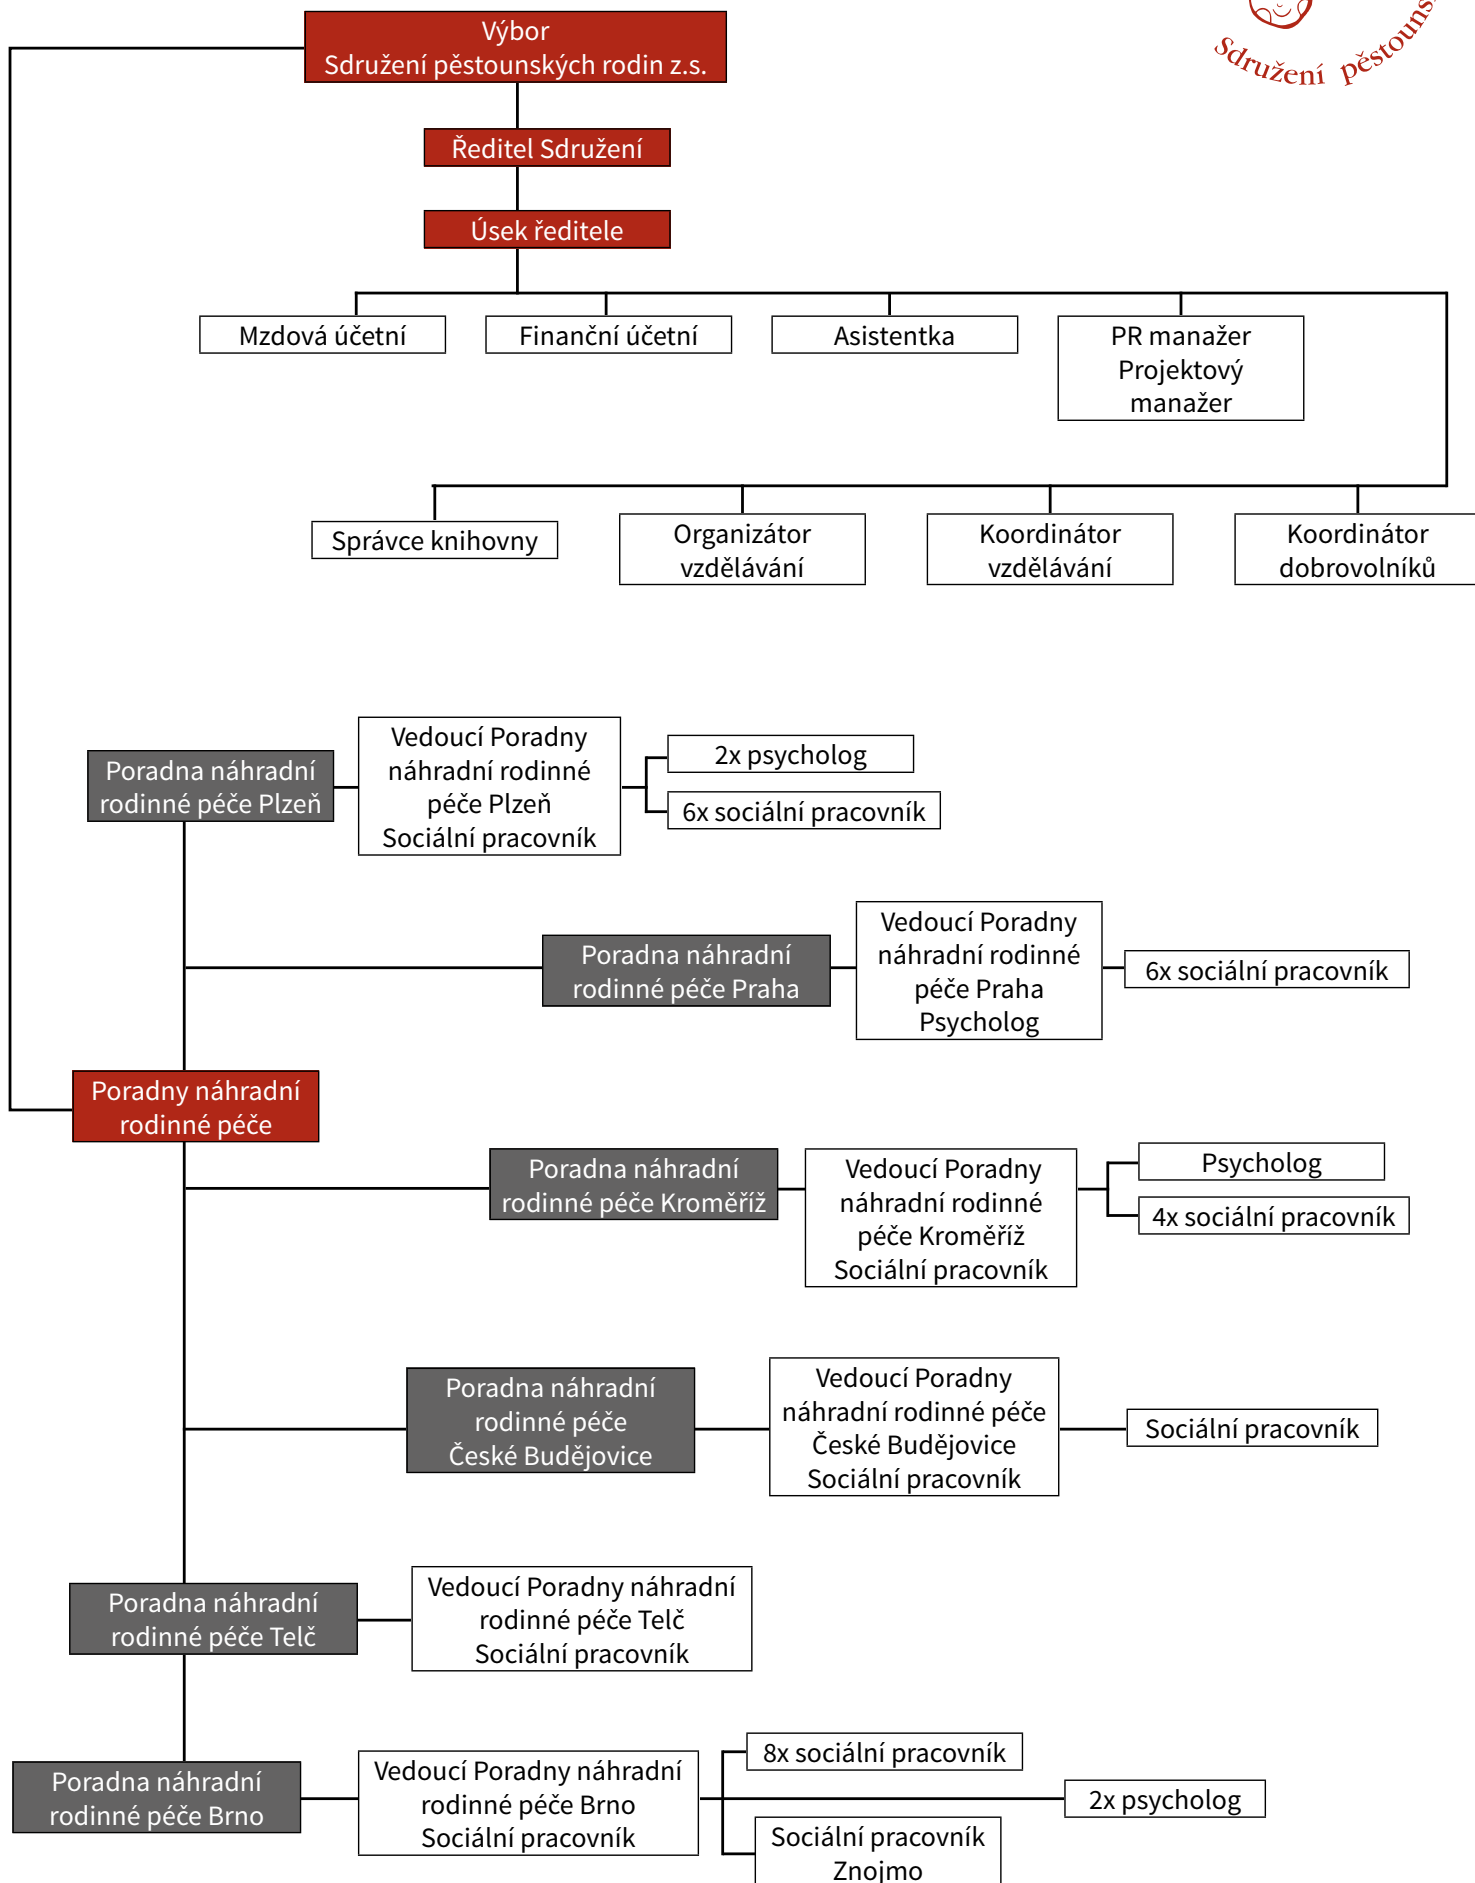 Sdružení pěstouns
Výbor
Sdružení pěstounských rodin z.s.
Ředitel Sdružení
Úsek ředitele
Mzdová účetní
Finanční účetní
Asistentka
PR manažer
Projektový
manažer
Správce knihovny
Organizátor
vzdělávání
Koordinátor
vzdělávání
Koordinátor
dobrovolníků
Poradna náhradní
rodinné péče Plzeň
Vedoucí Poradny
náhradní rodinné
péče Plzeň
Sociální pracovník
2x psycholog
6x sociální pracovník
Poradna náhradní
rodinné péče Praha
Vedoucí Poradny
náhradní rodinné
péče Praha
Psycholog
6x sociální pracovník
Poradny náhradní
rodinné péče
Poradna náhradní
rodinné péče Kroměříž
Vedoucí Poradny
náhradní rodinné
péče Kroměříž
Sociální pracovník
Psycholog
4x sociální pracovník
Poradna náhradní
rodinné péče
České Budějovice
Vedoucí Poradny
náhradní rodinné péče
České Budějovice
Sociální pracovník
Sociální pracovník
Poradna náhradní
rodinné péče Telč
Vedoucí Poradny náhradní
rodinné péče Telč
Sociální pracovník
Poradna náhradní
rodinné péče Brno
Vedoucí Poradny náhradní
rodinné péče Brno
Sociální pracovník
8x sociální pracovník
2x psycholog
Sociální pracovník
Znojmo